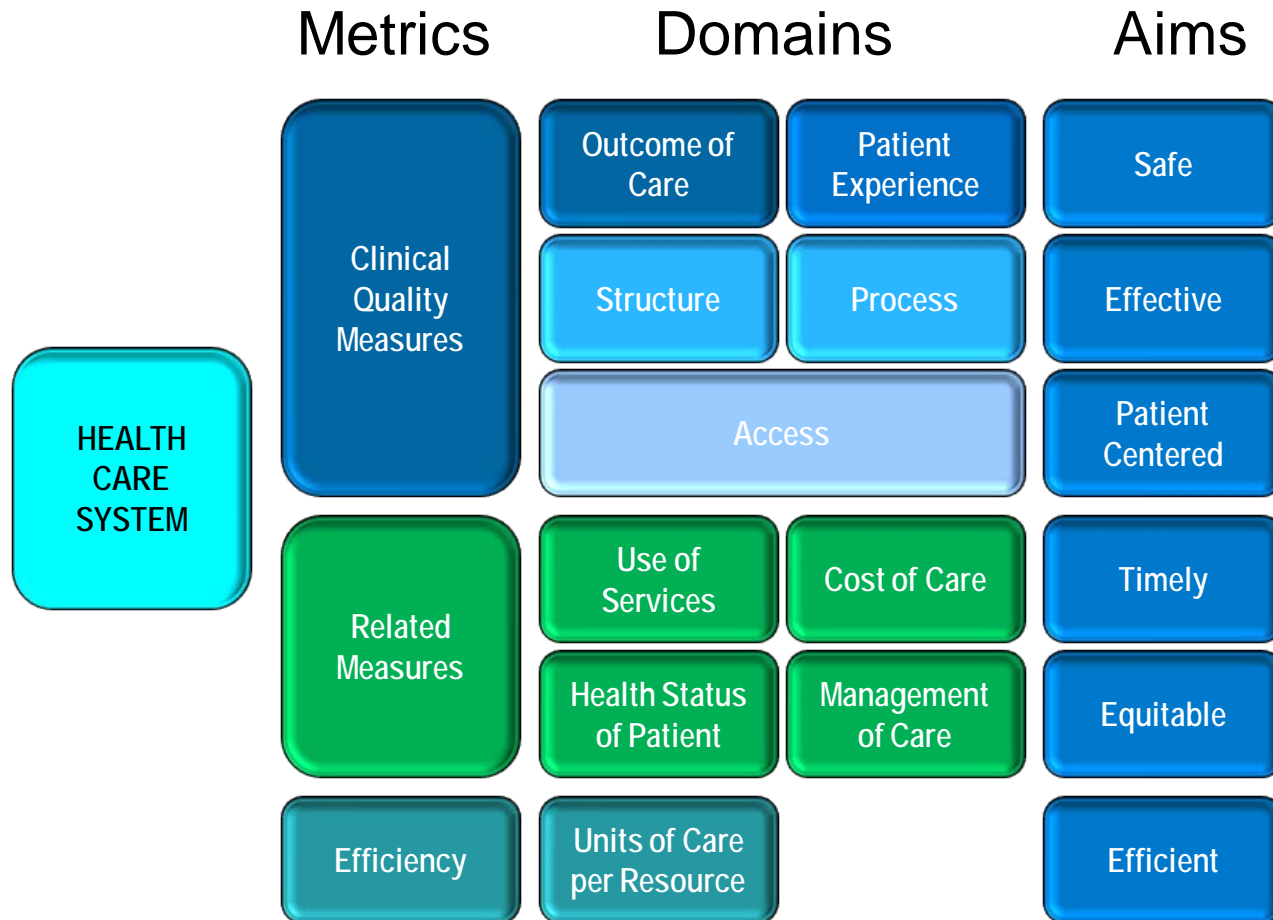 Metrics Domains Aims
Outcome of
Care
Patient
Experience
Safe
Clinical
Quality
Measures
Structure
Process
Effective
HEALTH
CARE
SYSTEM
Access
Patient
Centered
Related
Measures
Use of
Services
Cost of Care
Timely
Health Status
of Patient
Management
of Care
Equitable
Efficiency
Units of Care
per Resource
Efficient